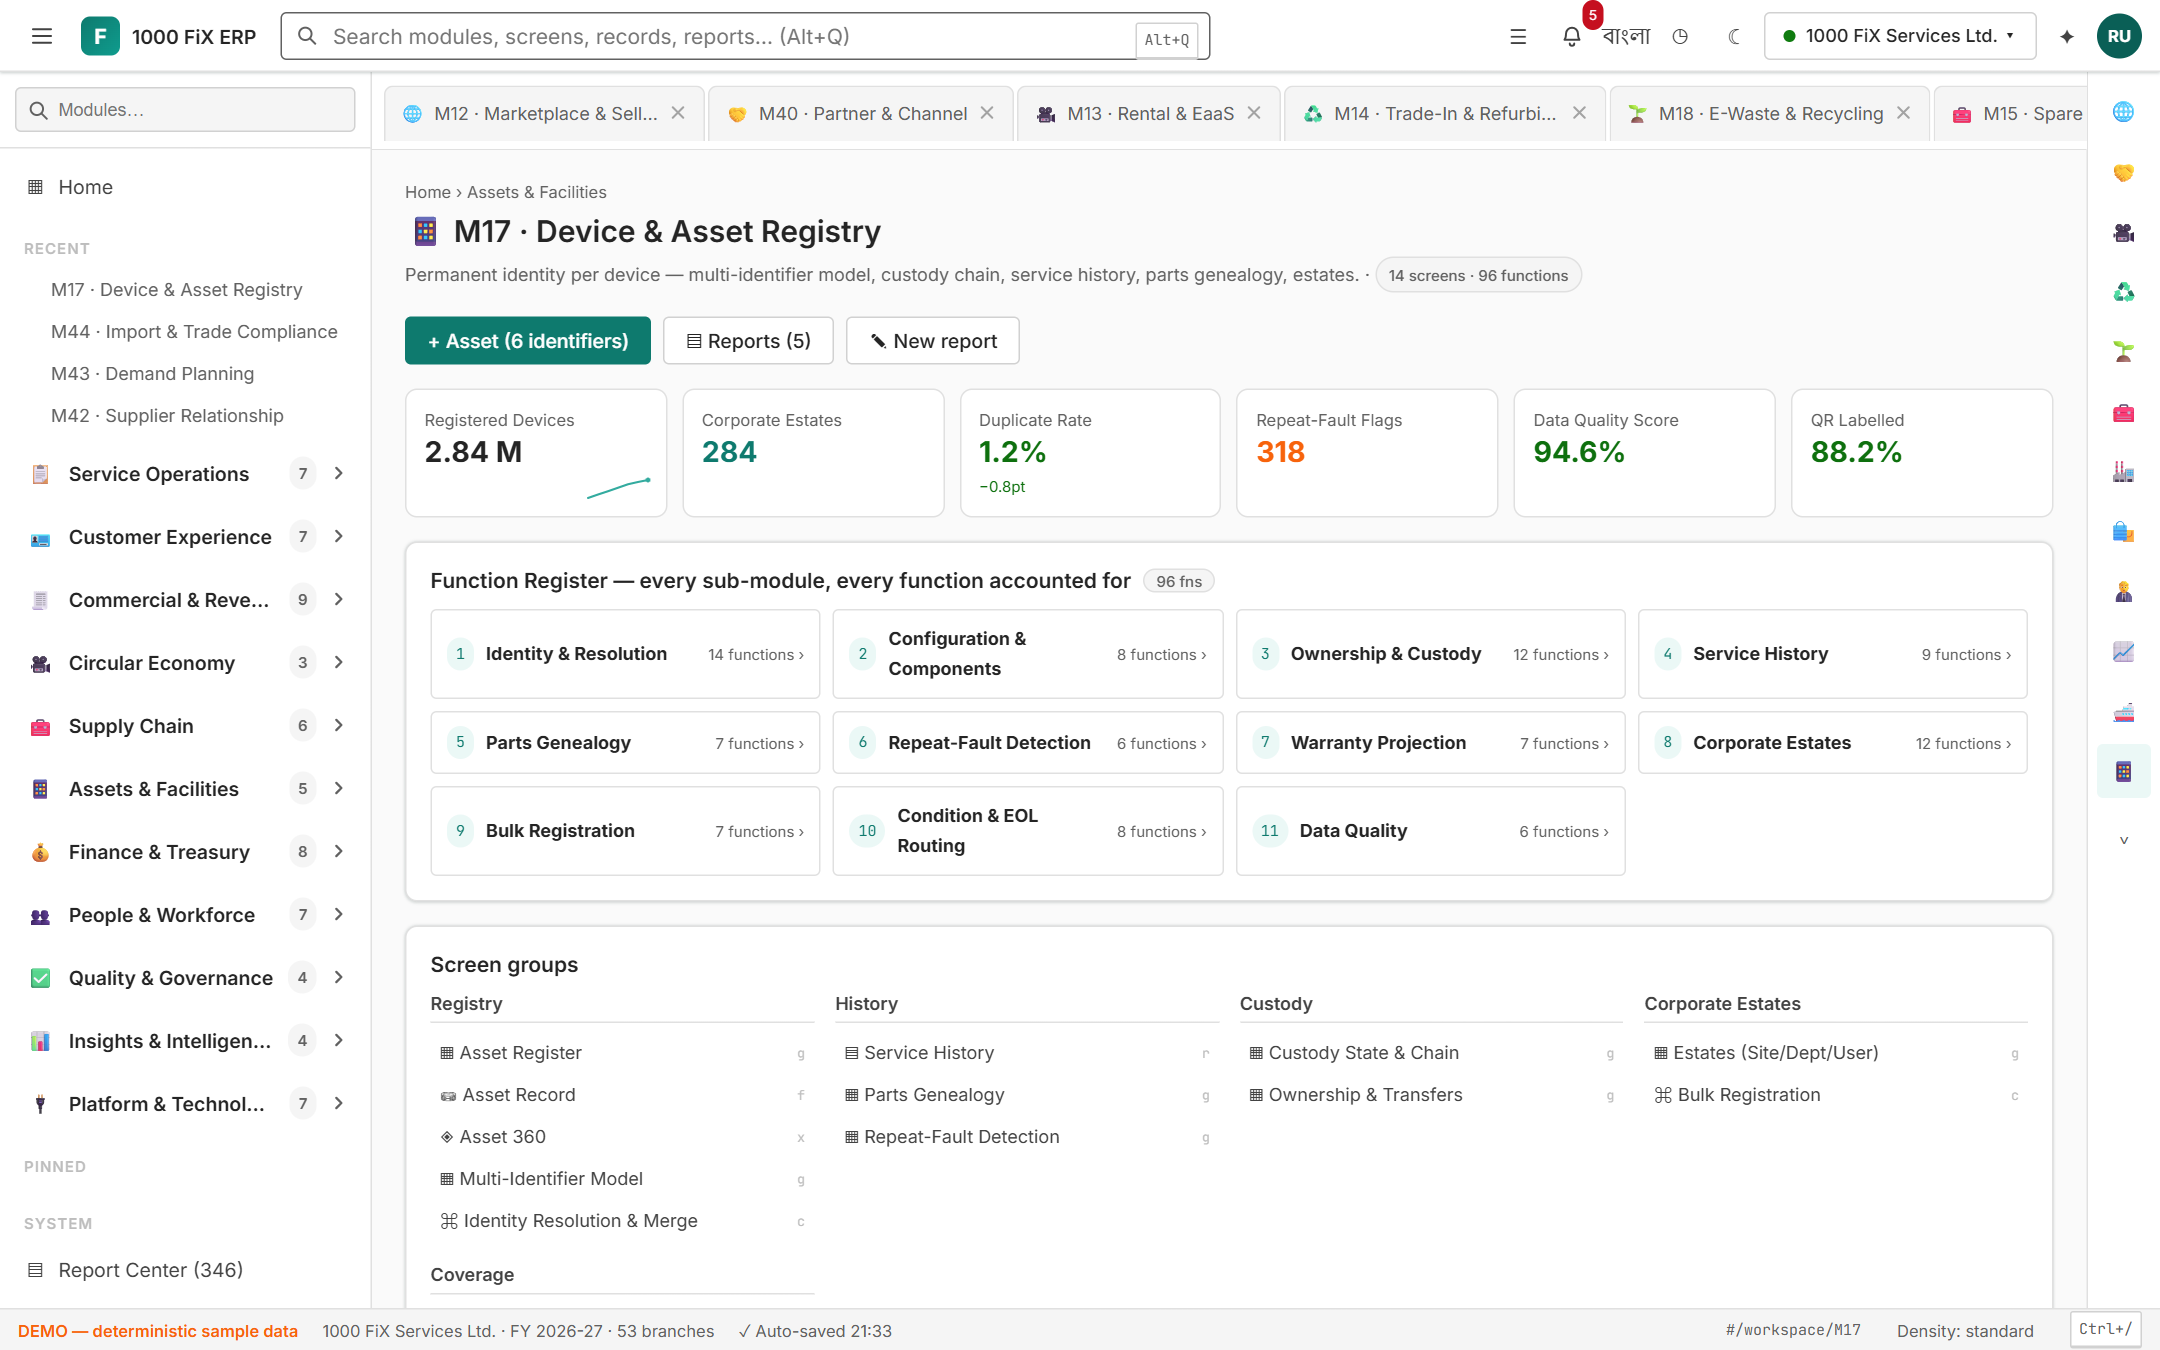 F 1000 FiX ERP
Search modules, screens, records, reports... (Alt+Q)
Alt+Q
5
বাংলা
1000 FiX Services Ltd.
RU
Modules...
Home
RECENT
M17 · Device & Asset Registry
M44 · Import & Trade Compliance
M43 · Demand Planning
M42 · Supplier Relationship
Service Operations 7
Customer Experience 7
Commercial & Reve... 9
Circular Economy 3
Supply Chain 6
Assets & Facilities 5
Finance & Treasury 8
People & Workforce 7
Quality & Governance 4
Insights & Intelligen... 4
Platform & Technol... 7
PINNED
SYSTEM
Report Center (346)
M12 · Marketplace & Sell...
M40 · Partner & Channel
M13 · Rental & EaaS
M14 · Trade-In & Refurbi...
M18 · E-Waste & Recycling
M15 · Spare
Home › Assets & Facilities
M17 · Device & Asset Registry
Permanent identity per device — multi-identifier model, custody chain, service history, parts genealogy, estates. · 14 screens · 96 functions
+ Asset (6 identifiers)
Reports (5)
New report
Registered Devices
2.84 M
Corporate Estates
284
Duplicate Rate
1.2%
−0.8pt
Repeat-Fault Flags
318
Data Quality Score
94.6%
QR Labelled
88.2%
Function Register — every sub-module, every function accounted for 96 fns
1 Identity & Resolution 14 functions ›
2 Configuration & Components 8 functions ›
3 Ownership & Custody 12 functions ›
4 Service History 9 functions ›
5 Parts Genealogy 7 functions ›
6 Repeat-Fault Detection 6 functions ›
7 Warranty Projection 7 functions ›
8 Corporate Estates 12 functions ›
9 Bulk Registration 7 functions ›
10 Condition & EOL Routing 8 functions ›
11 Data Quality 6 functions ›
Screen groups
Registry
Asset Register g
Asset Record f
Asset 360 x
Multi-Identifier Model g
Identity Resolution & Merge c
History
Service History r
Parts Genealogy g
Repeat-Fault Detection g
Custody
Custody State & Chain g
Ownership & Transfers g
Corporate Estates
Estates (Site/Dept/User) g
Bulk Registration c
Coverage
DEMO — deterministic sample data
1000 FiX Services Ltd. · FY 2026-27 · 53 branches
✓ Auto-saved 21:33
#/workspace/M17
Density: standard
Ctrl+/